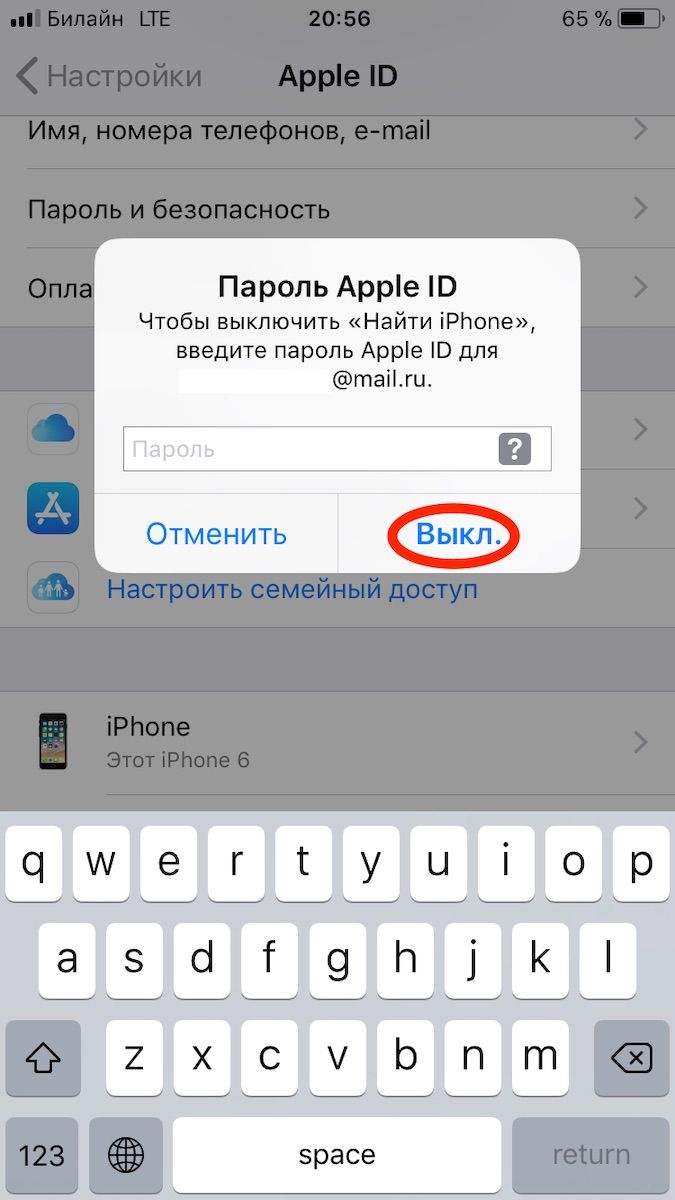 Билайн LTE 20:56 65 %
Настройки Apple ID
Имя, номера телефонов, e-mail
Пароль и безопасность
Опла
Пароль Apple ID
Чтобы выключить «Найти iPhone»,
введите пароль Apple ID для
@mail.ru.
Пароль ?
Отменить Выкл.
Настроить семейный доступ
iPhone
Этот iPhone 6
q w e r t y u i o p
a s d f g h j k l
z x c v b n m
123 space return